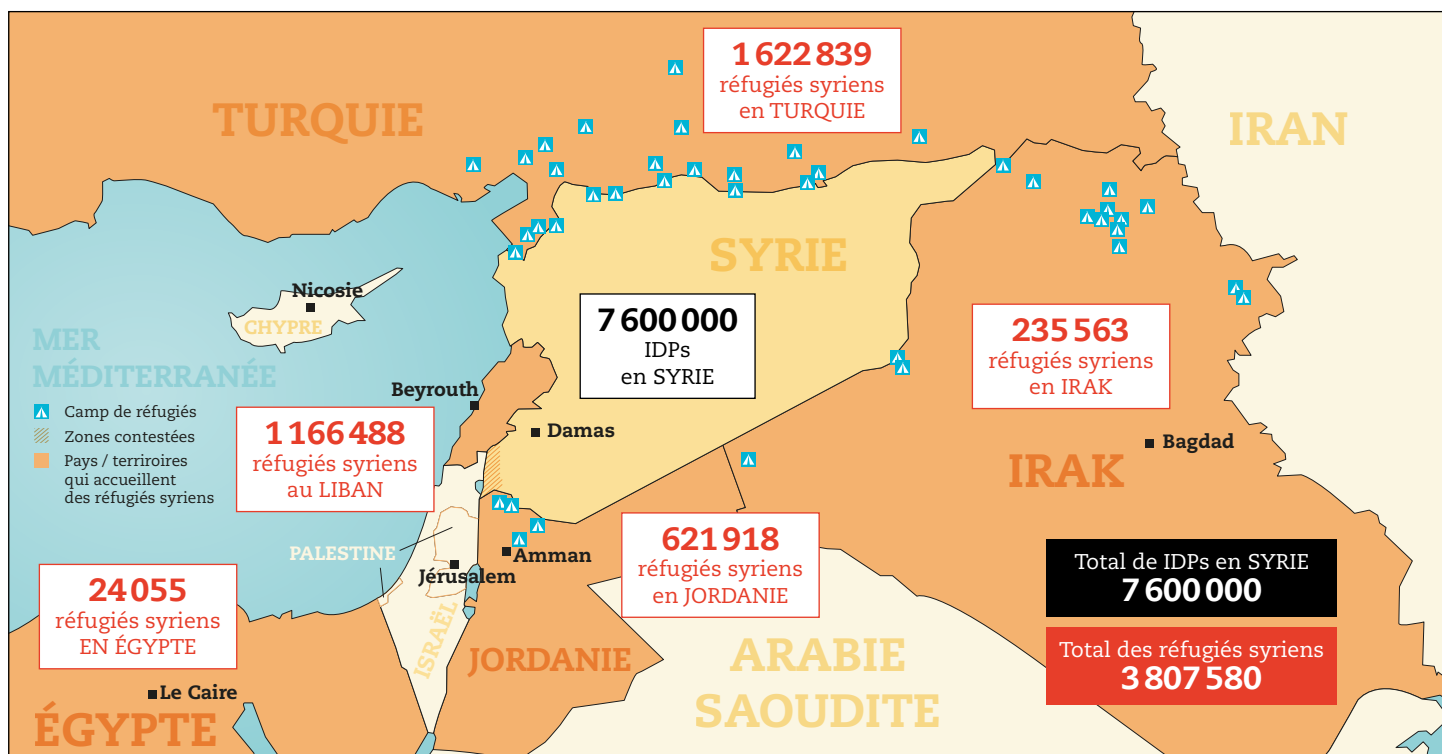 1 622 839
réfugiés syriens
en TURQUIE
TURQUIE
IRAN
SYRIE
Nicosie
CHYPRE
7 600 000
IDPs
en SYRIE
235 563
réfugiés syriens
en IRAK
MER
MÉDITERRANÉE
Beyrouth
Camp de réfugiés
Zones contestées
Pays / terriroires
qui accueillent
des réfugiés syriens
1 166 488
réfugiés syriens
au LIBAN
Damas
Bagdad
IRAK
PALESTINE
Amman
Jérusalem
621 918
réfugiés syriens
en JORDANIE
Total de IDPs en SYRIE
7 600 000
24 055
réfugiés syriens
EN ÉGYPTE
ISRAËL
JORDANIE
ARABIE
SAOUDITE
Total des réfugiés syriens
3 807 580
Le Caire
ÉGYPTE